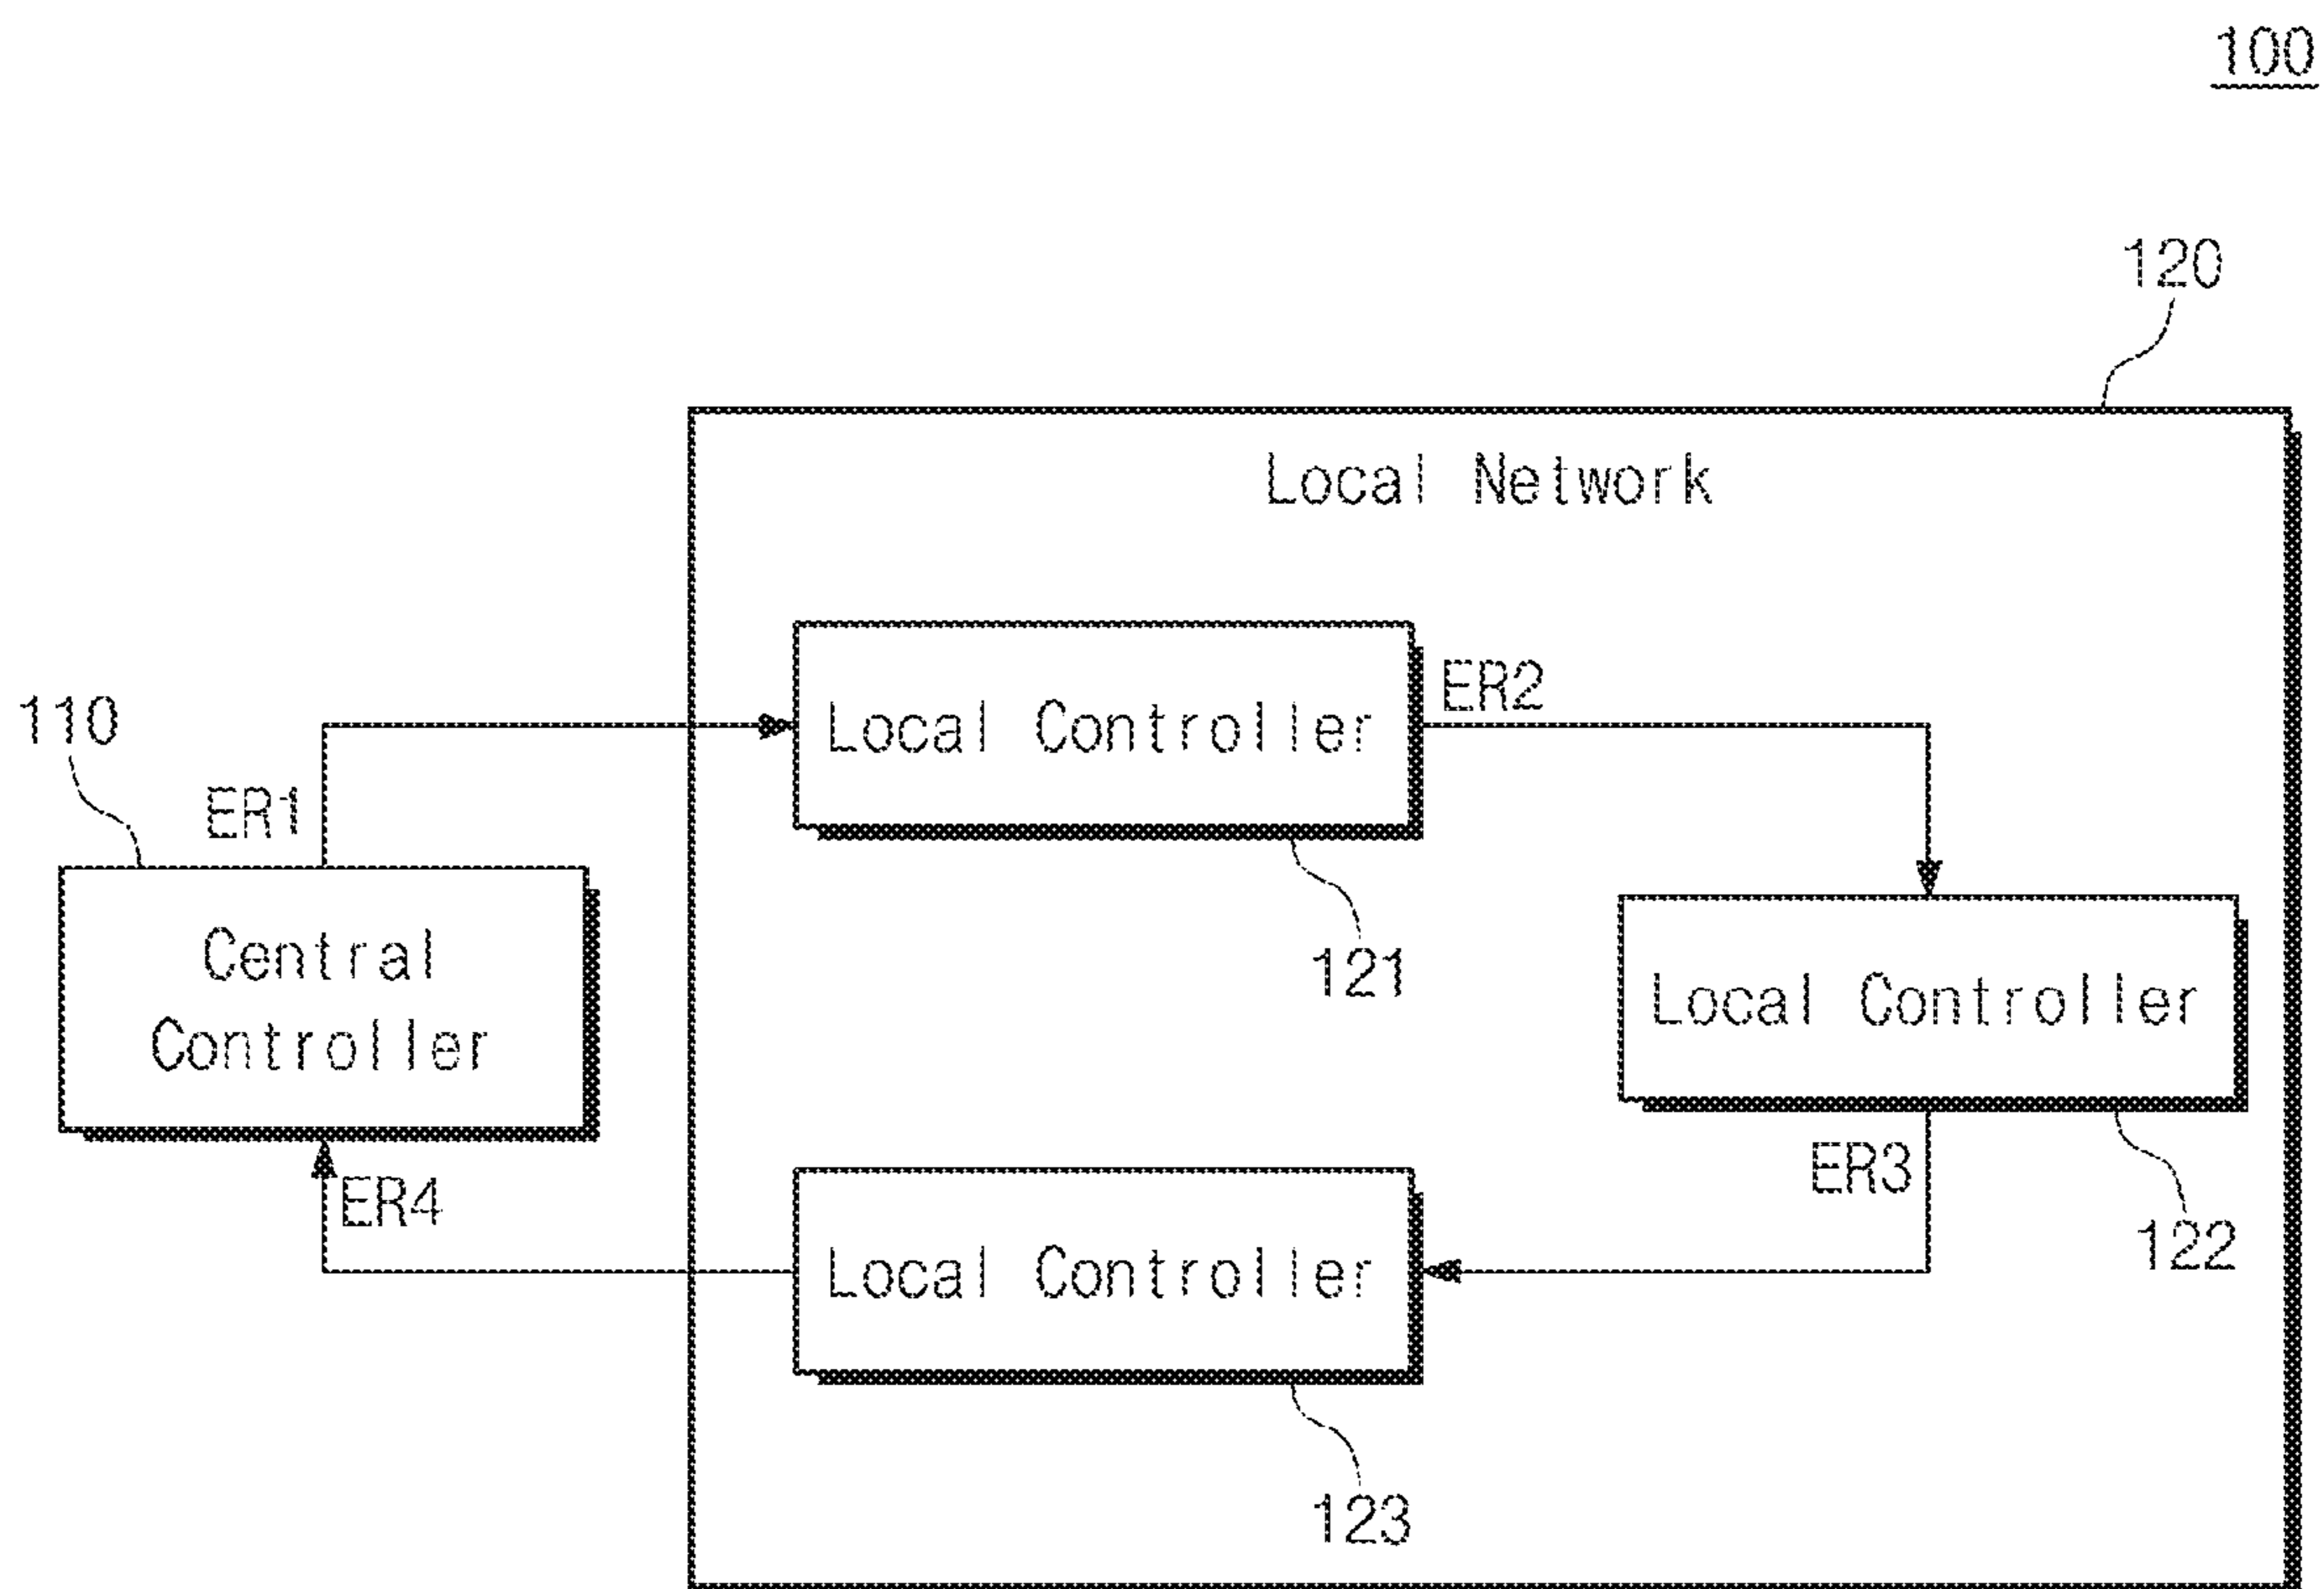 100
120
Local Network
Local Controller
ER2
110
ER1
121
Central
Controller
Local Controller
ER3
ER4
122
Local Controller
123